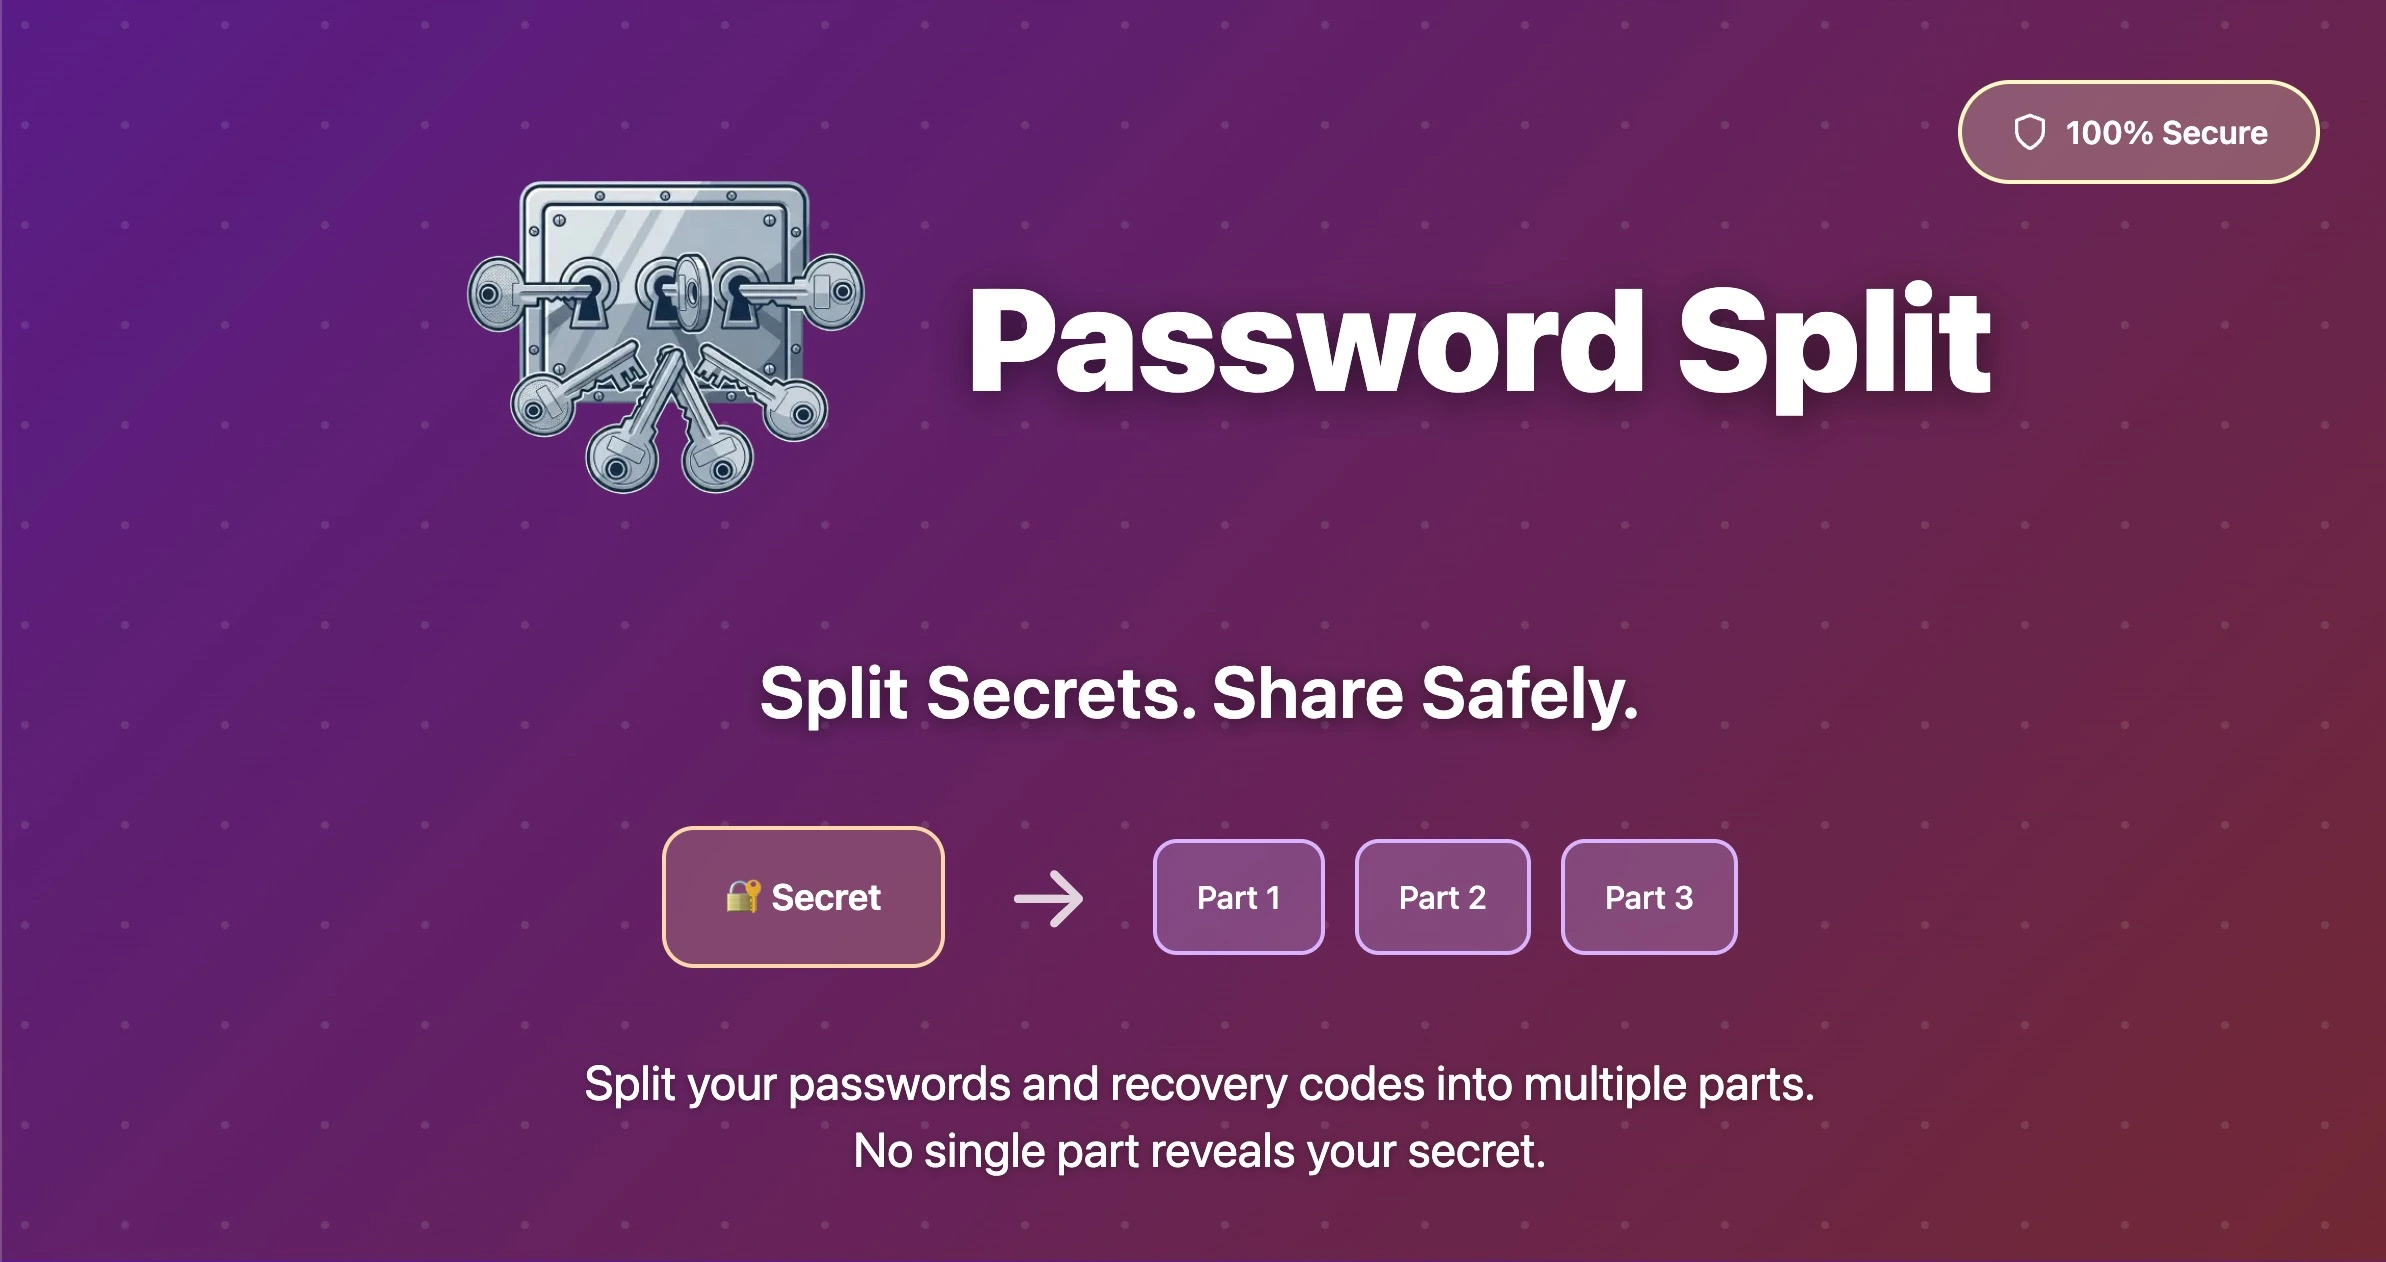 100% Secure
Password Split
Split Secrets. Share Safely.
🔐 Secret
Part 1
Part 2
Part 3
Split your passwords and recovery codes into multiple parts.
No single part reveals your secret.